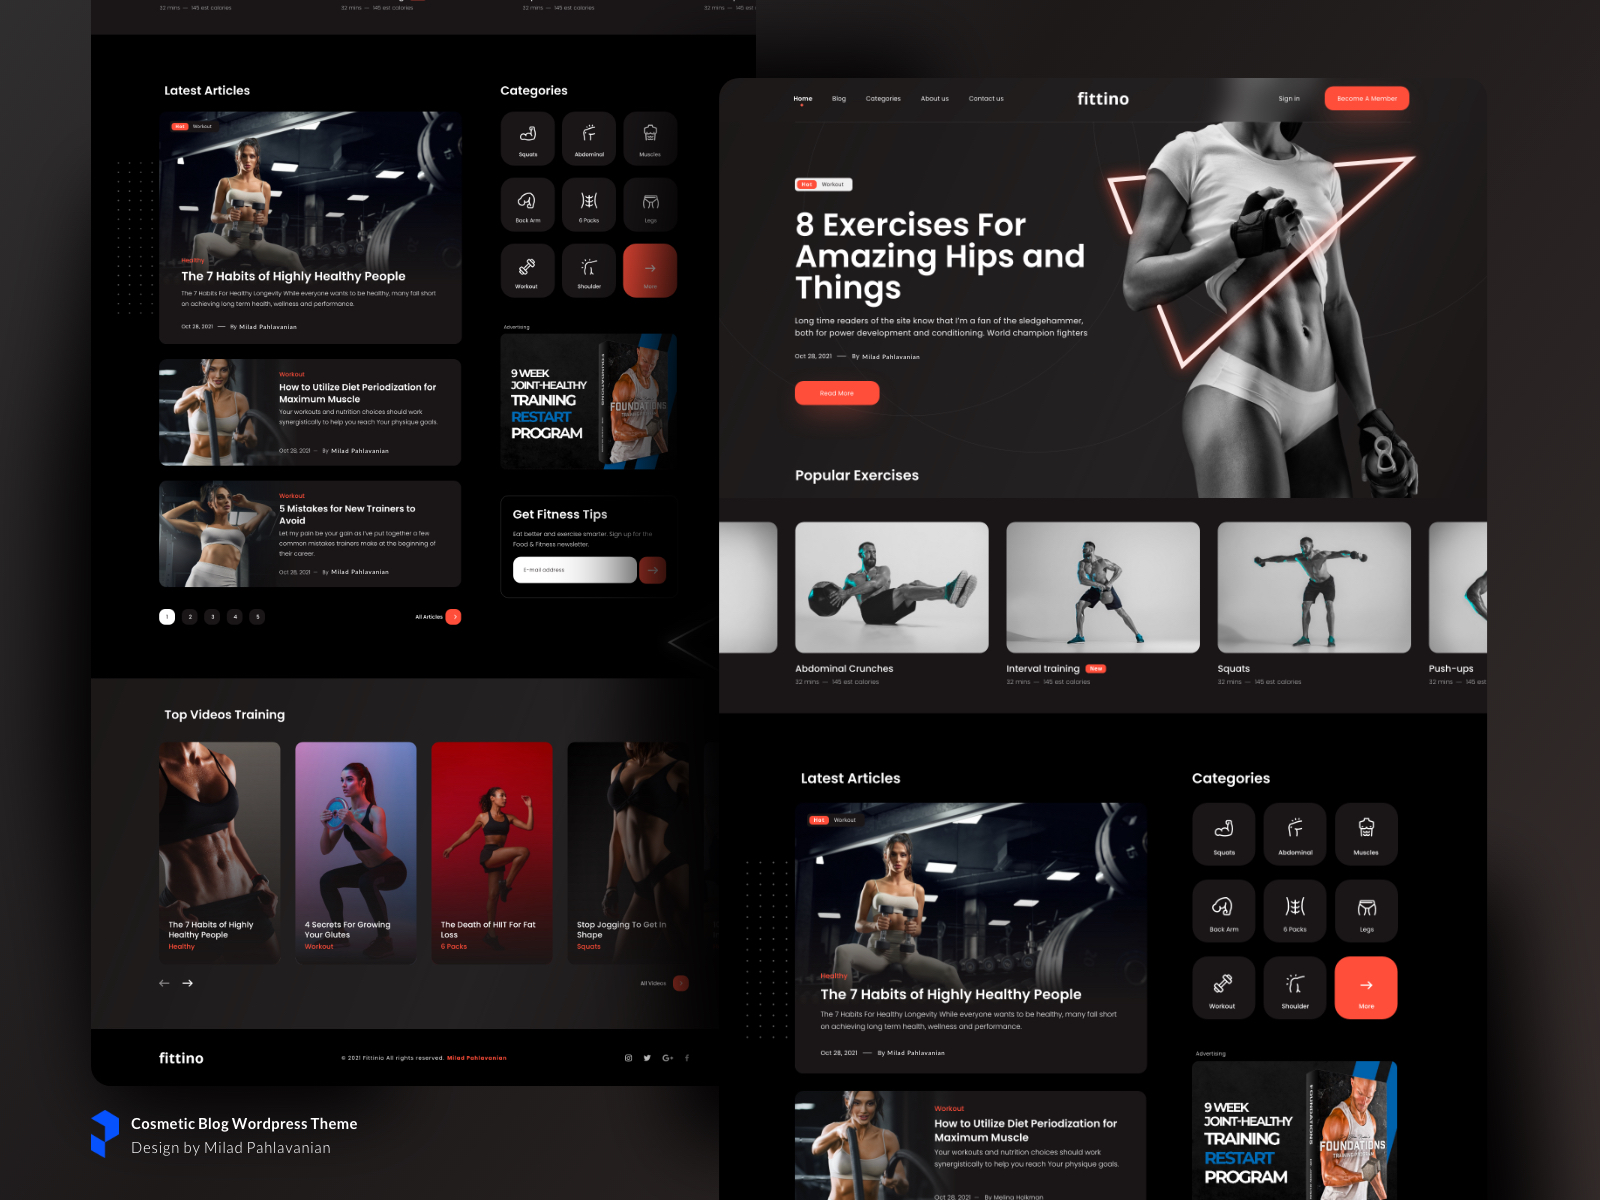 32 mins — 145 est calories
32 mins — 145 est calories
32 mins — 145 est calories
32 mins — 145 est
Latest Articles
Hot Workout
Healthy
The 7 Habits of Highly Healthy People
The 7 Habits For Healthy Longevity While everyone wants to be healthy, many fall short
on achieving long term health, wellness and performance.
Oct 28, 2021 — By Milad Pahlavanian
Workout
How to Utilize Diet Periodization for
Maximum Muscle
Your workouts and nutrition choices should work
synergistically to help you reach Your physique goals.
Oct 28, 2021 — By Milad Pahlavanian
Workout
5 Mistakes for New Trainers to
Avoid
Let my pain be your gain as I've put together a few
common mistakes trainers make at the beginning of
their career.
Oct 28, 2021 — By Milad Pahlavanian
1 2 3 4 5
All Articles
Categories
Squats
Abdominal
Muscles
Back Arm
6 Packs
Legs
Workout
Shoulder
More
Advertising
9 WEEK
JOINT-HEALTHY
TRAINING
RESTART
PROGRAM
FOUNDATIONS
Get Fitness Tips
Eat better and exercise smarter. Sign up for the
Food & Fitness newsletter.
E-mail address
Top Videos Training
The 7 Habits of Highly
Healthy People
Healthy
4 Secrets For Growing
Your Glutes
Workout
The Death of HIIT For Fat
Loss
6 Packs
Stop Jogging To Get In
Shape
Squats
All Videos
fittino
© 2021 Fittinio All rights reserved. Milad Pahlavanian
G+ f
Cosmetic Blog Wordpress Theme
Design by Milad Pahlavanian
Home
Blog
Categories
About us
Contact us
fittino
Sign in
Become A Member
Hot Workout
8 Exercises For
Amazing Hips and
Things
Long time readers of the site know that I'm a fan of the sledgehammer,
both for power development and conditioning. World champion fighters
Oct 28, 2021 — By Milad Pahlavanian
Read More
Popular Exercises
Abdominal Crunches
32 mins — 145 est calories
Interval training New
32 mins — 145 est calories
Squats
32 mins — 145 est calories
Push-ups
32 mins — 145 est
Latest Articles
Hot Workout
Healthy
The 7 Habits of Highly Healthy People
The 7 Habits For Healthy Longevity While everyone wants to be healthy, many fall short
on achieving long term health, wellness and performance.
Oct 28, 2021 — By Milad Pahlavanian
Workout
How to Utilize Diet Periodization for
Maximum Muscle
Your workouts and nutrition choices should work
synergistically to help you reach Your physique goals.
Oct 28, 2021 — By Melina Halkman
Categories
Squats
Abdominal
Muscles
Back Arm
6 Packs
Legs
Workout
Shoulder
More
Advertising
9 WEEK
JOINT-HEALTHY
TRAINING
RESTART
PROGRAM
FOUNDATIONS